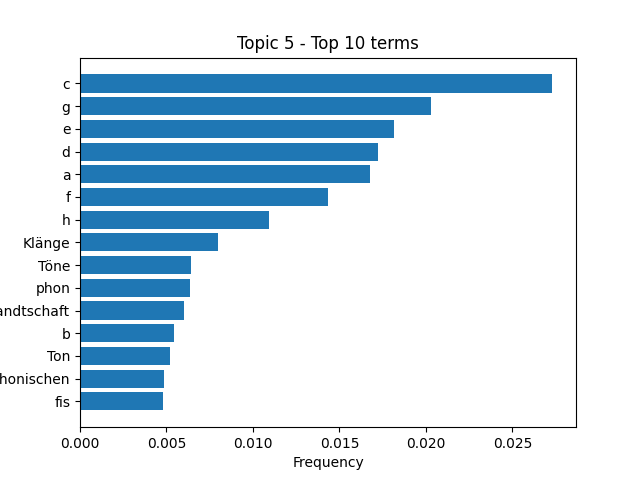 Topic 5 - Top 10 terms
c
g
e
d
a
f
h
Klänge
Töne
phon
andtschaft
b
Ton
honischen
fis
0.000 0.005 0.010 0.015 0.020 0.025
Frequency